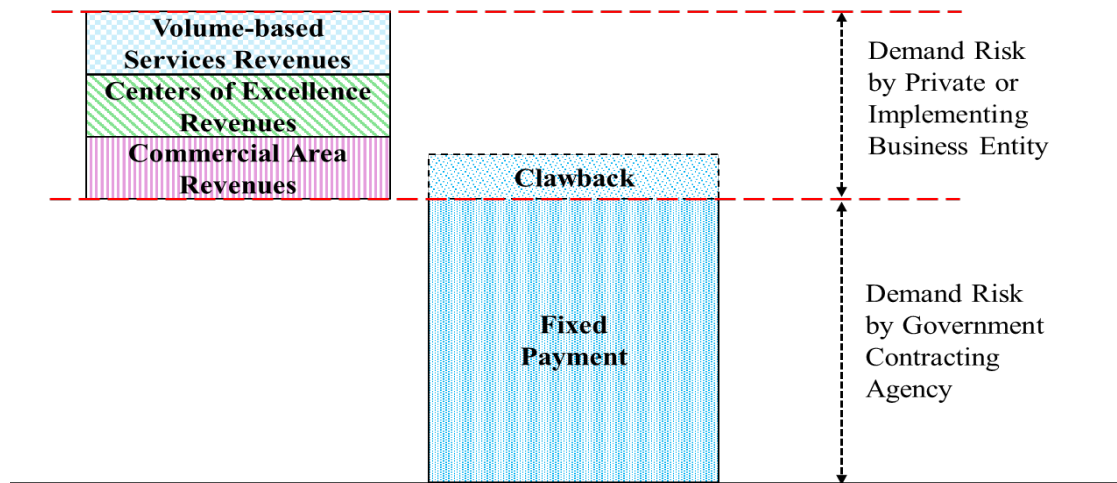 Volume-based
Services Revenues
Centers of Excellence
Revenues
Commercial Area
Revenues
Clawback
Fixed
Payment
Demand Risk
by Private or
Implementing
Business Entity
Demand Risk
by Government
Contracting
Agency